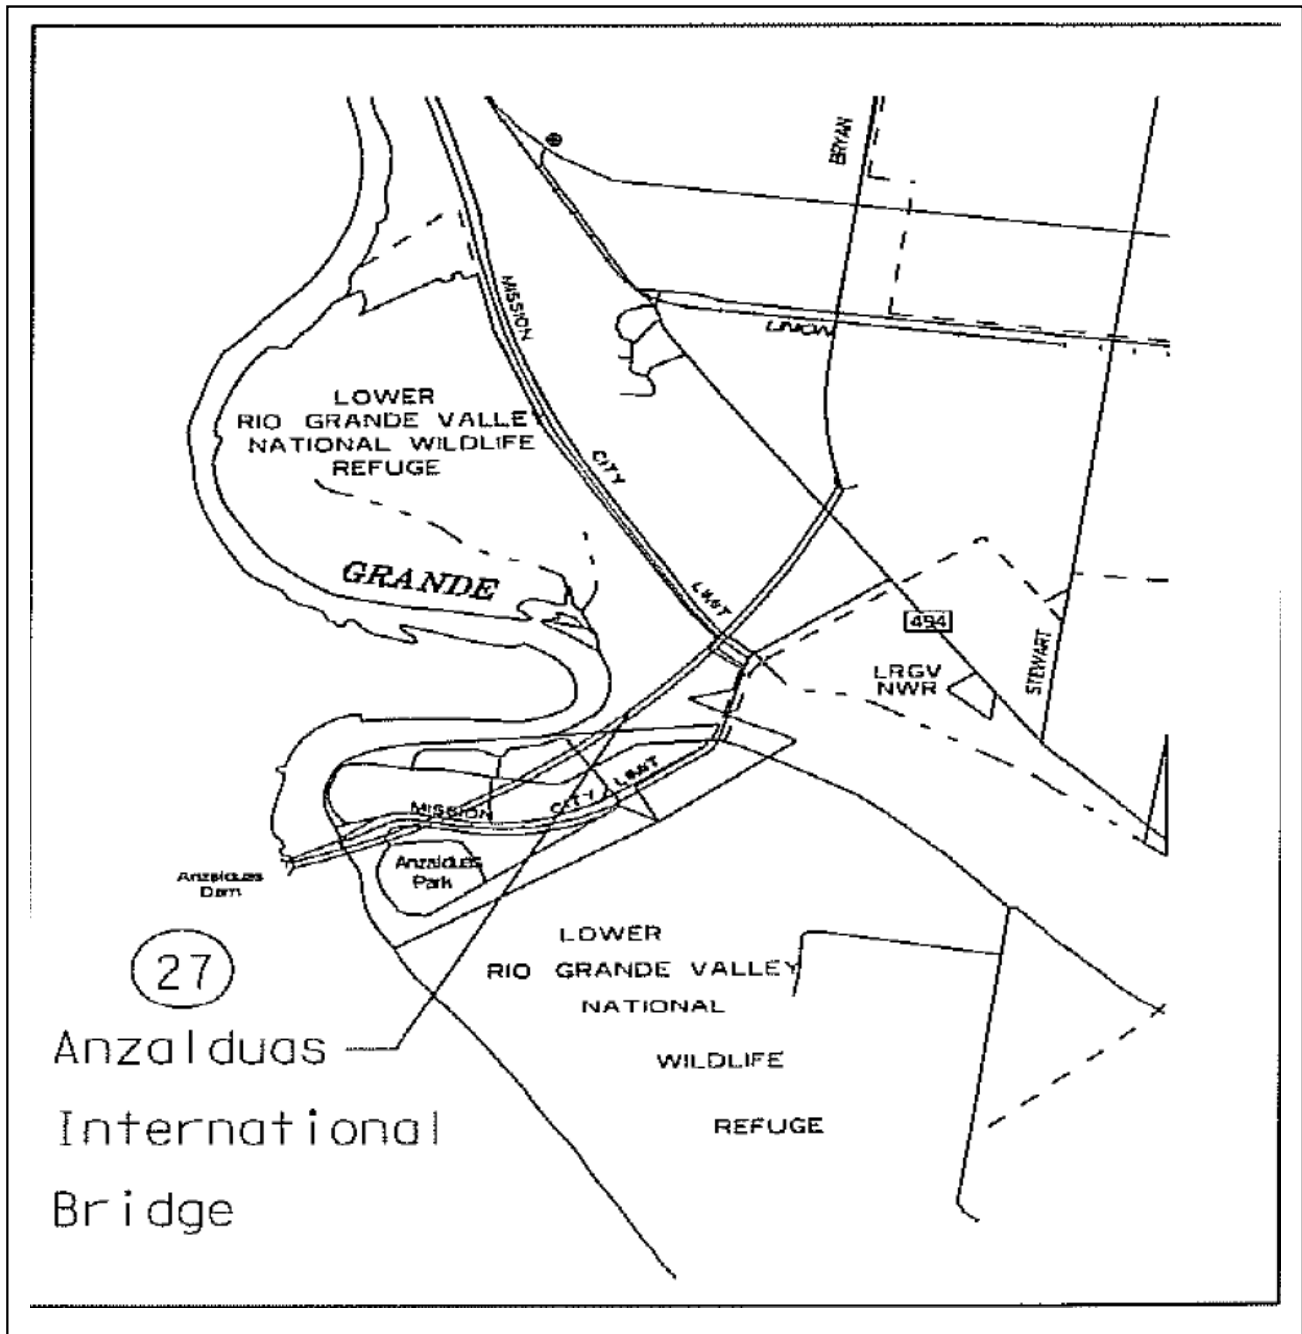 BRYAN
MISSION
UNION
LOWER
RIO GRANDE VALLEY
NATIONAL WILDLIFE
REFUGE
CITY
GRANDE
LIMIT
494
STEWART
LRGV
NWR
LIMIT
CITY
MISSION
Anzalduas
Park
Anzalduas
Dam
LOWER
RIO GRANDE VALLEY
NATIONAL
WILDLIFE
REFUGE
27
Anzalduas
International
Bridge